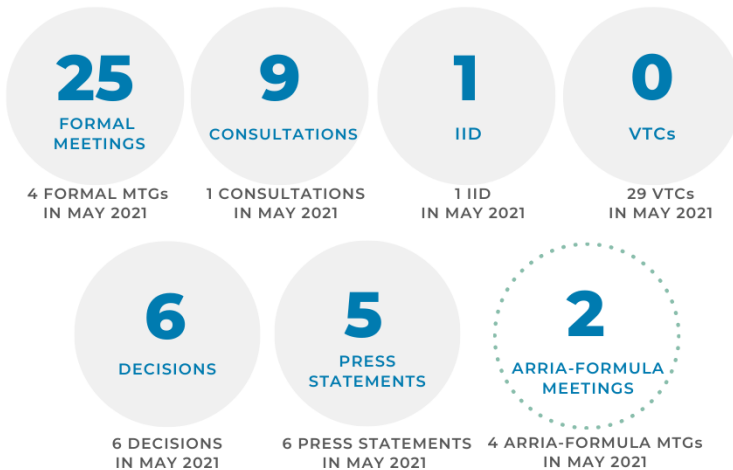 25
FORMAL
MEETINGS
4 FORMAL MTGs
IN MAY 2021
9
CONSULTATIONS
1 CONSULTATIONS
IN MAY 2021
1
IID
1 IID
IN MAY 2021
0
VTCs
29 VTCs
IN MAY 2021
6
DECISIONS
6 DECISIONS
IN MAY 2021
5
PRESS
STATEMENTS
6 PRESS STATEMENTS
IN MAY 2021
2
ARRIA-FORMULA
MEETINGS
4 ARRIA-FORMULA MTGs
IN MAY 2021